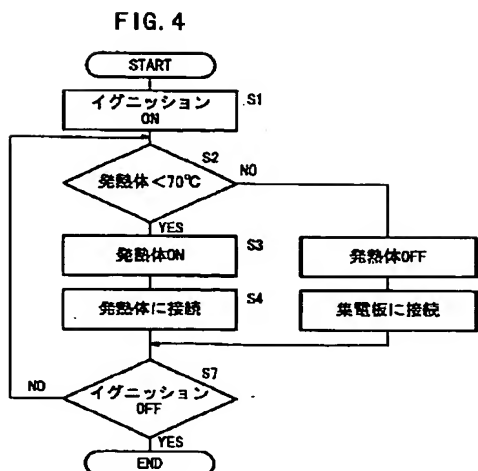 FIG. 4
START
イグニッション
ON
S1
S2
発熱体<70℃
NO
YES
発熱体ON
S3
発熱体OFF
発熱体に接続
S4
集電板に接続
S7
イグニッション
OFF
NO
YES
END